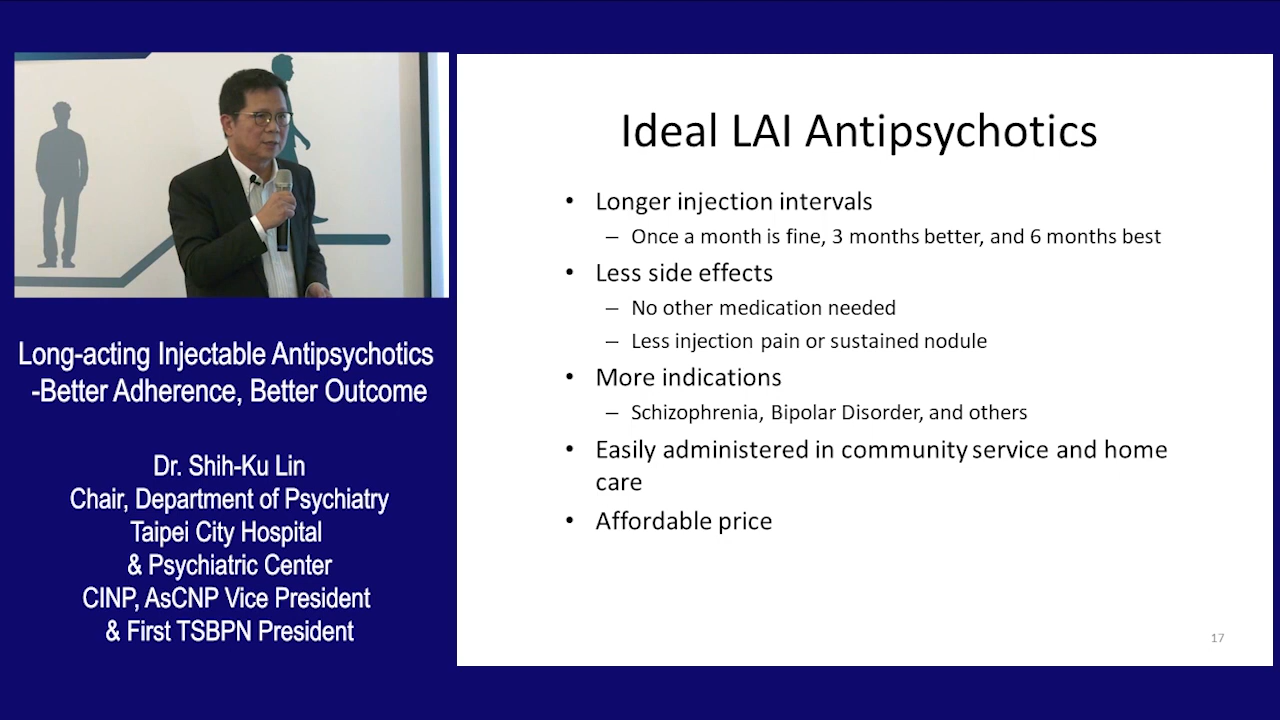 Long-acting Injectable Antipsychotics
-Better Adherence, Better Outcome
Dr. Shih-Ku Lin
Chair, Department of Psychiatry
Taipei City Hospital
& Psychiatric Center
CINP, AsCNP Vice President
& First TSBPN President
Ideal LAI Antipsychotics
• Longer injection intervals
– Once a month is fine, 3 months better, and 6 months best
• Less side effects
– No other medication needed
– Less injection pain or sustained nodule
• More indications
– Schizophrenia, Bipolar Disorder, and others
• Easily administered in community service and home
care
• Affordable price
17